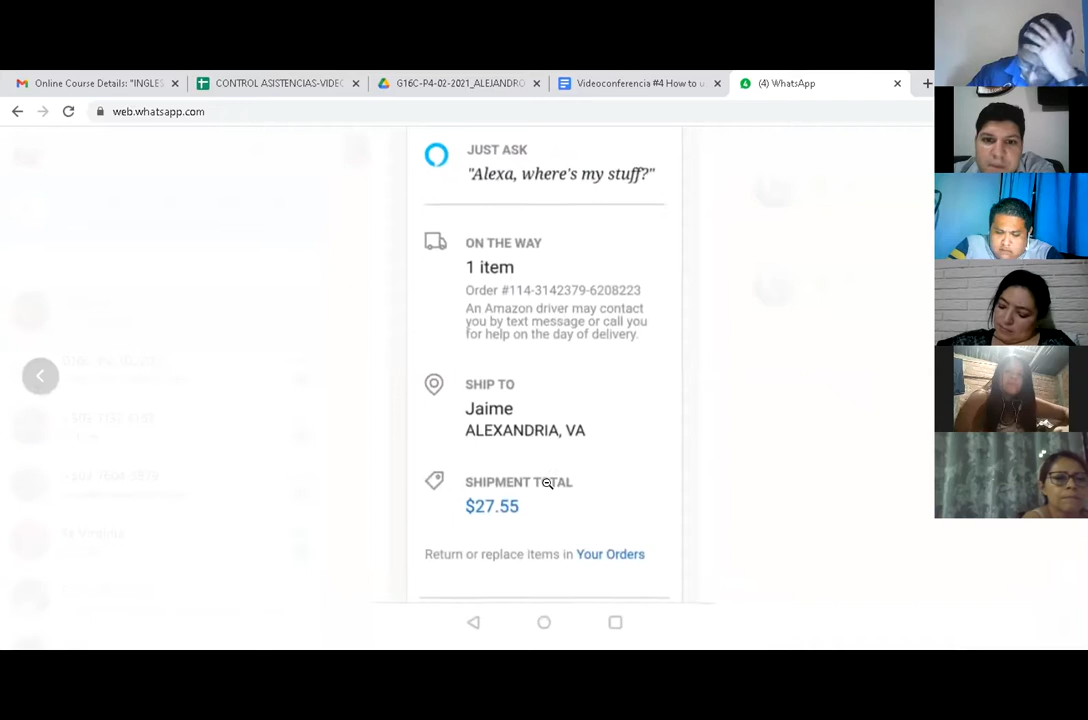 Online Course Details: "INGLES
CONTROL ASISTENCIAS-VIDEO
G16C-P4-02-2021_ALEJANDRO
Videoconferencia #4 How to u
(4) WhatsApp
web.whatsapp.com
JUST ASK
"Alexa, where's my stuff?"
ON THE WAY
1 item
Order #114-3142379-6208223
An Amazon driver may contact
you by text message or call you
for help on the day of delivery.
SHIP TO
Jaime
ALEXANDRIA, VA
SHIPMENT TOTAL
$27.55
Return or replace items in Your Orders